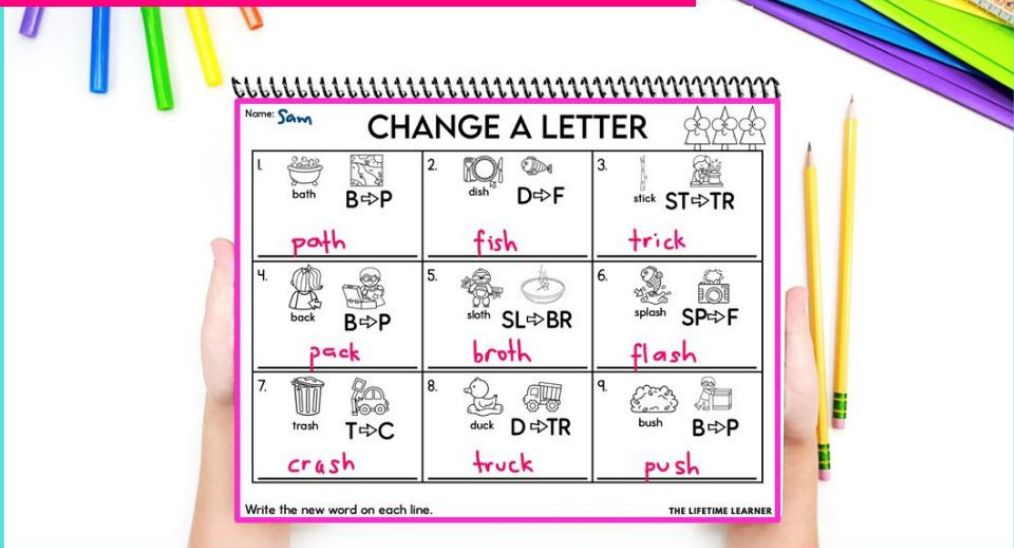 Name: Sam
CHANGE A LETTER
1. bath B⇨P
path
2. dish D⇨F
fish
3. stick ST⇨TR
trick
4. back B⇨P
pack
5. sloth SL⇨BR
broth
6. splash SP⇨F
flash
7. trash T⇨C
crash
8. duck D⇨TR
truck
9. bush B⇨P
push
Write the new word on each line.
THE LIFETIME LEARNER